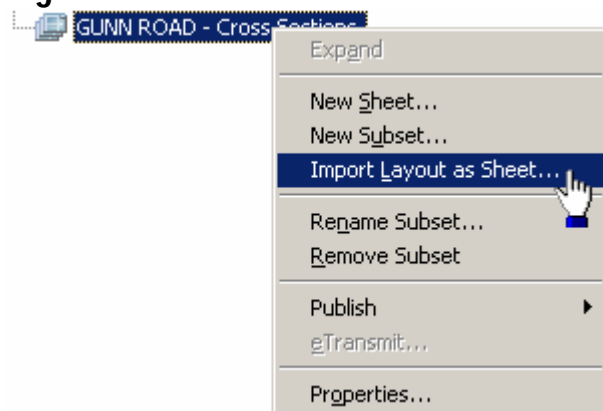 GUNN ROAD - Cross Sections
Expand
New Sheet...
New Subset...
Import Layout as Sheet...
Rename Subset...
Remove Subset
Publish
eTransmit...
Properties...